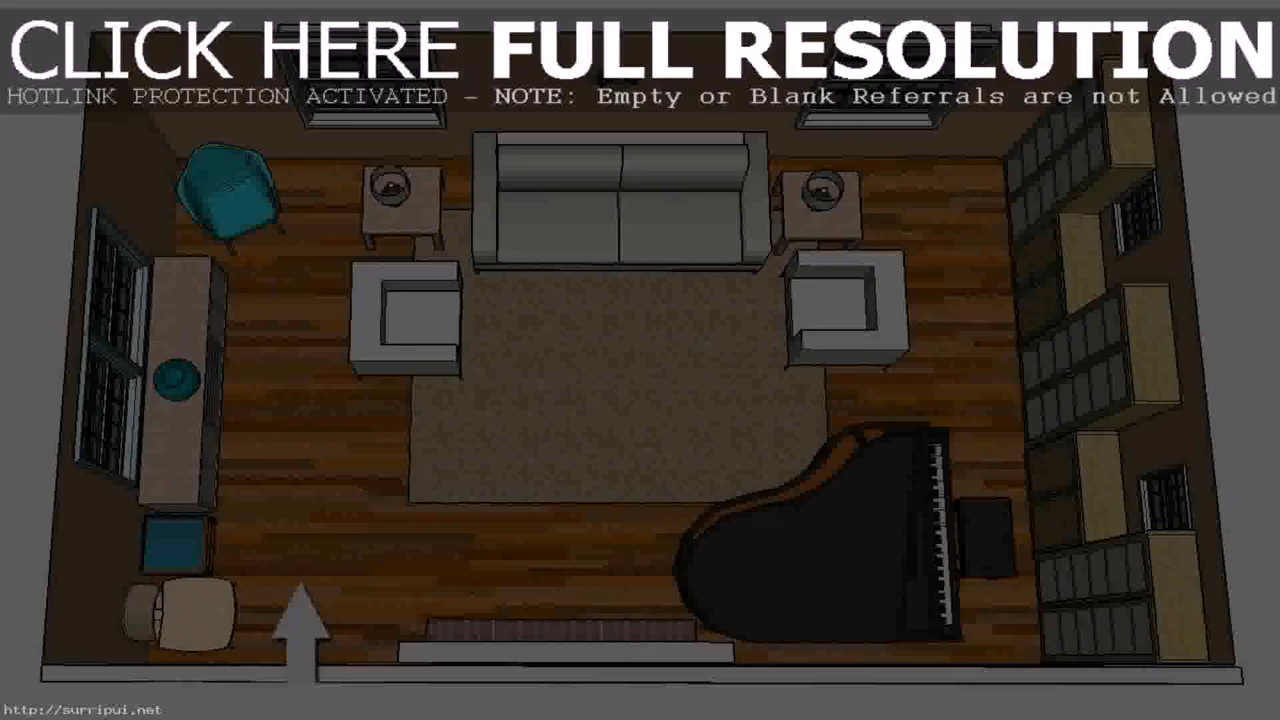 CLICK HERE FULL RESOLUTION
HOTLINK PROTECTION ACTIVATED - NOTE: Empty or Blank Referrals are not Allowed
http://surripui.net